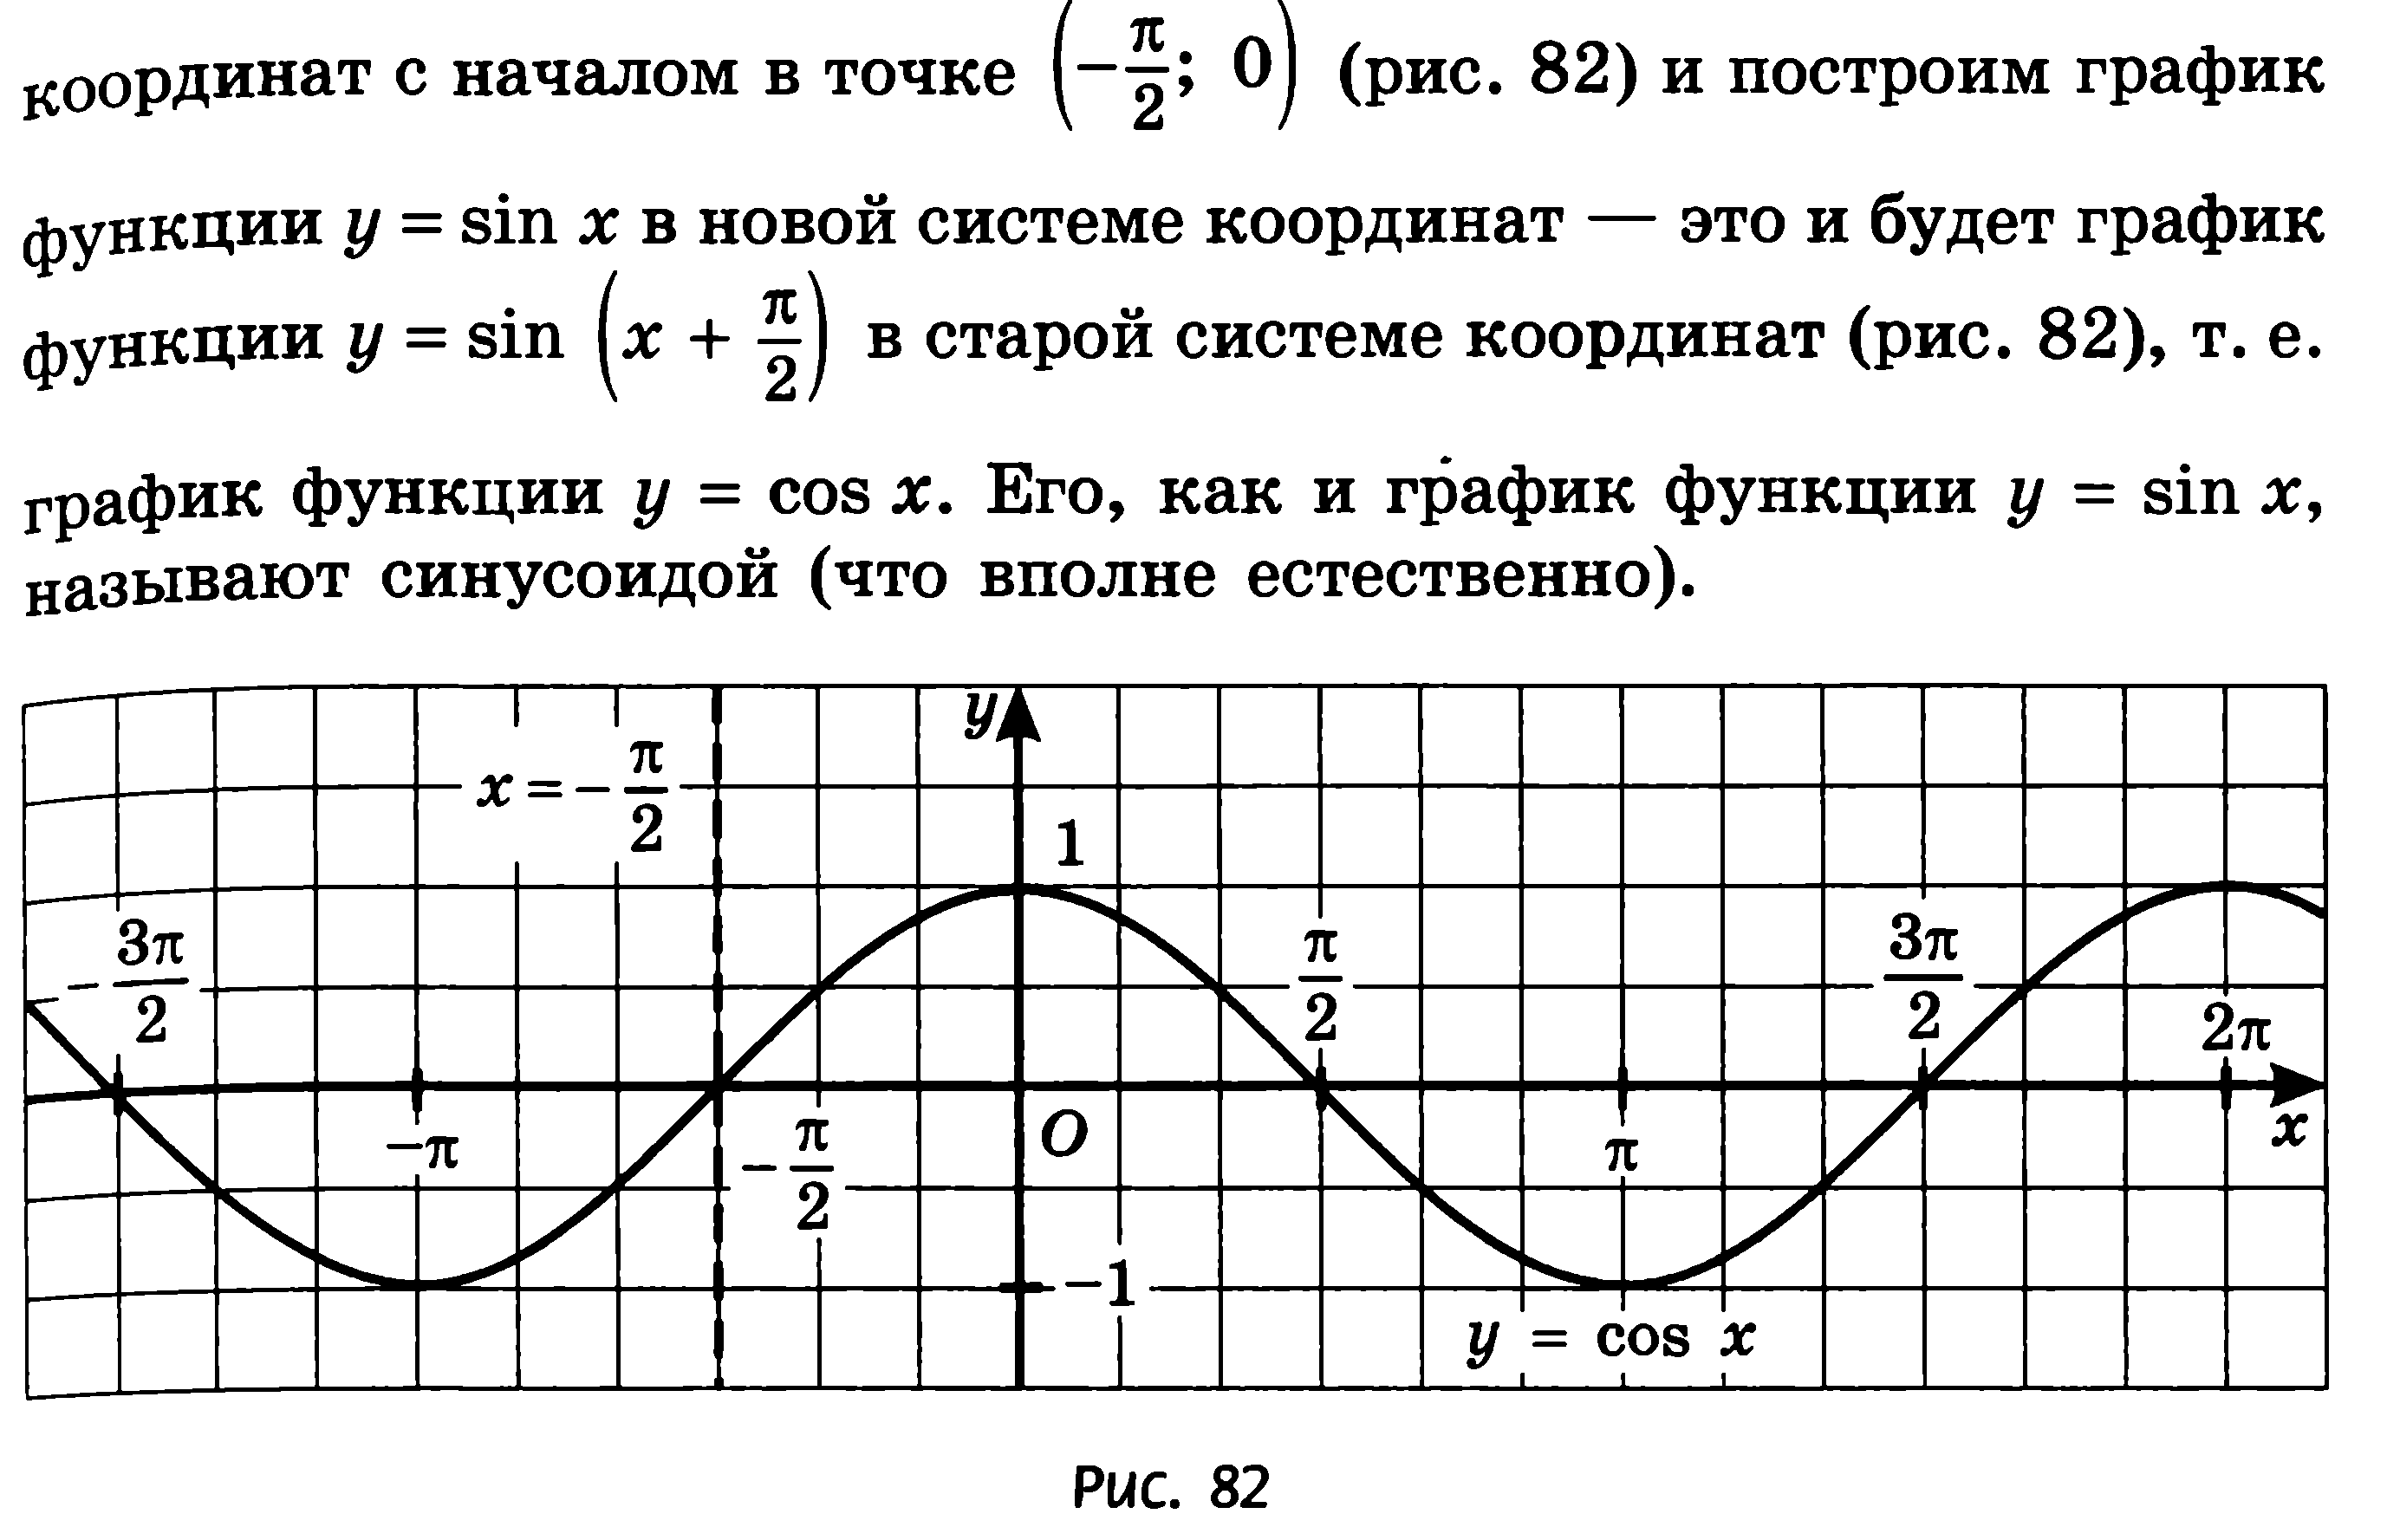 координат с началом в точке (−π/2; 0) (рис. 82) и построим график
функции y = sin x в новой системе координат — это и будет график
функции y = sin (x + π/2) в старой системе координат (рис. 82), т. е.
график функции y = cos x. Его, как и график функции y = sin x,
называют синусоидой (что вполне естественно).
y
x = −π/2
1
−3π/2
π/2
3π/2
2π
−π
−π/2
O
π
x
−1
y = cos x
Рис. 82